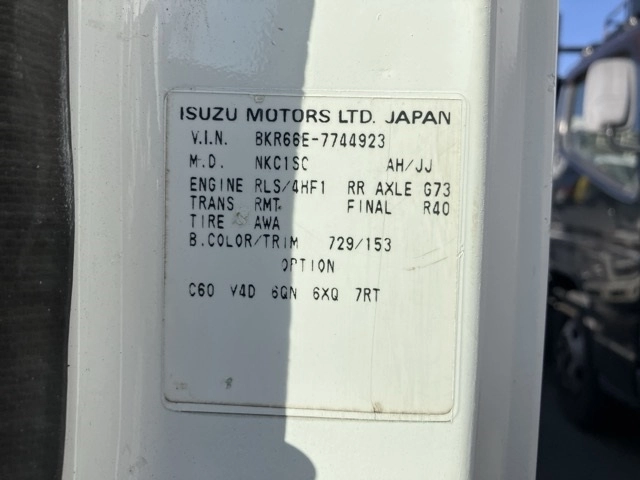 ISUZU MOTORS LTD. JAPAN
V.I.N. BKR66E-7744923
M.D. NKC1SC AH/JJ
ENGINE RLS/4HF1 RR AXLE G73
TRANS RMT FINAL R40
TIRE AWA
B.COLOR/TRIM 729/153
OPTION
C60 V4D 6QN 6XQ 7RT